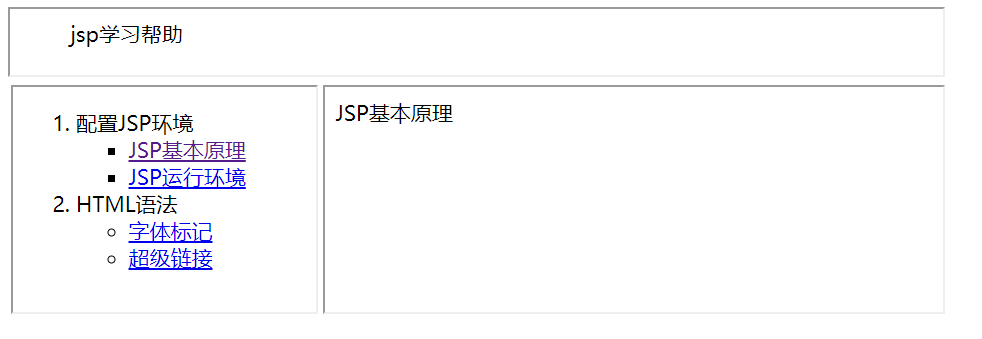 jsp学习帮助
1. 配置JSP环境
JSP基本原理
JSP运行环境
2. HTML语法
字体标记
超级链接
JSP基本原理